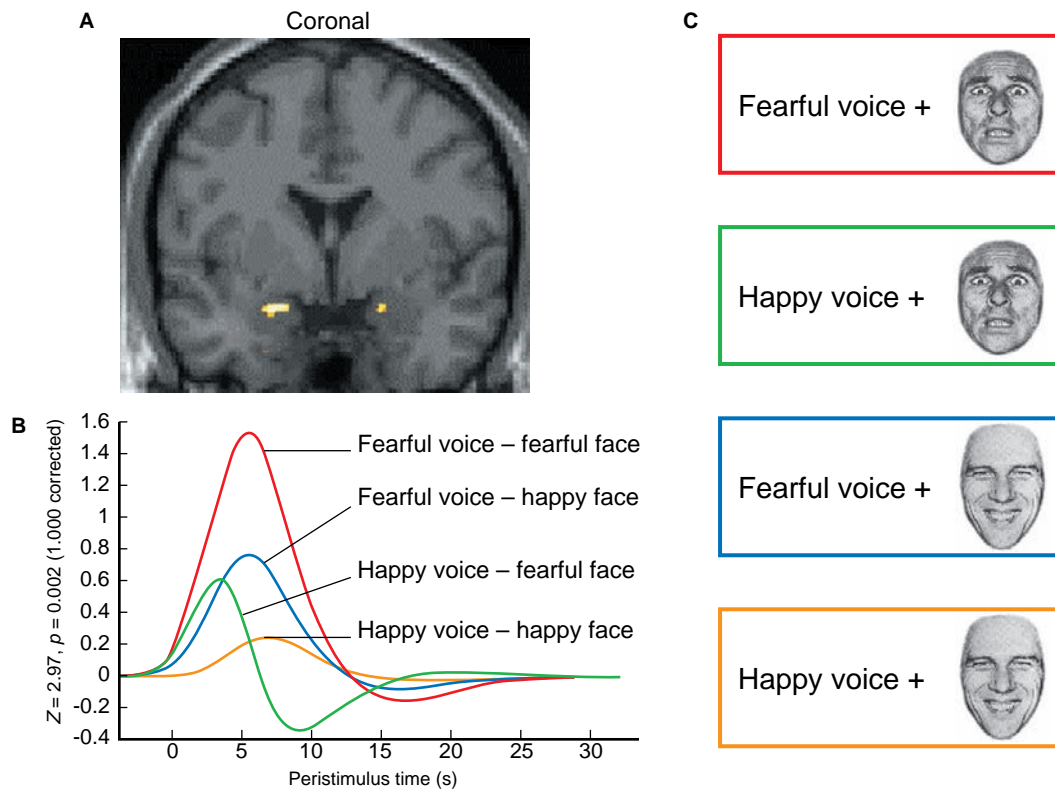 A
Coronal
B
Z = 2.97, p = 0.002 (1.000 corrected)
1.6
1.4
1.2
1
0.8
0.6
0.4
0.2
0
-0.2
-0.4
Fearful voice – fearful face
Fearful voice – happy face
Happy voice – fearful face
Happy voice – happy face
0 5 10 15 20 25 30
Peristimulus time (s)
C
Fearful voice +
Happy voice +
Fearful voice +
Happy voice +